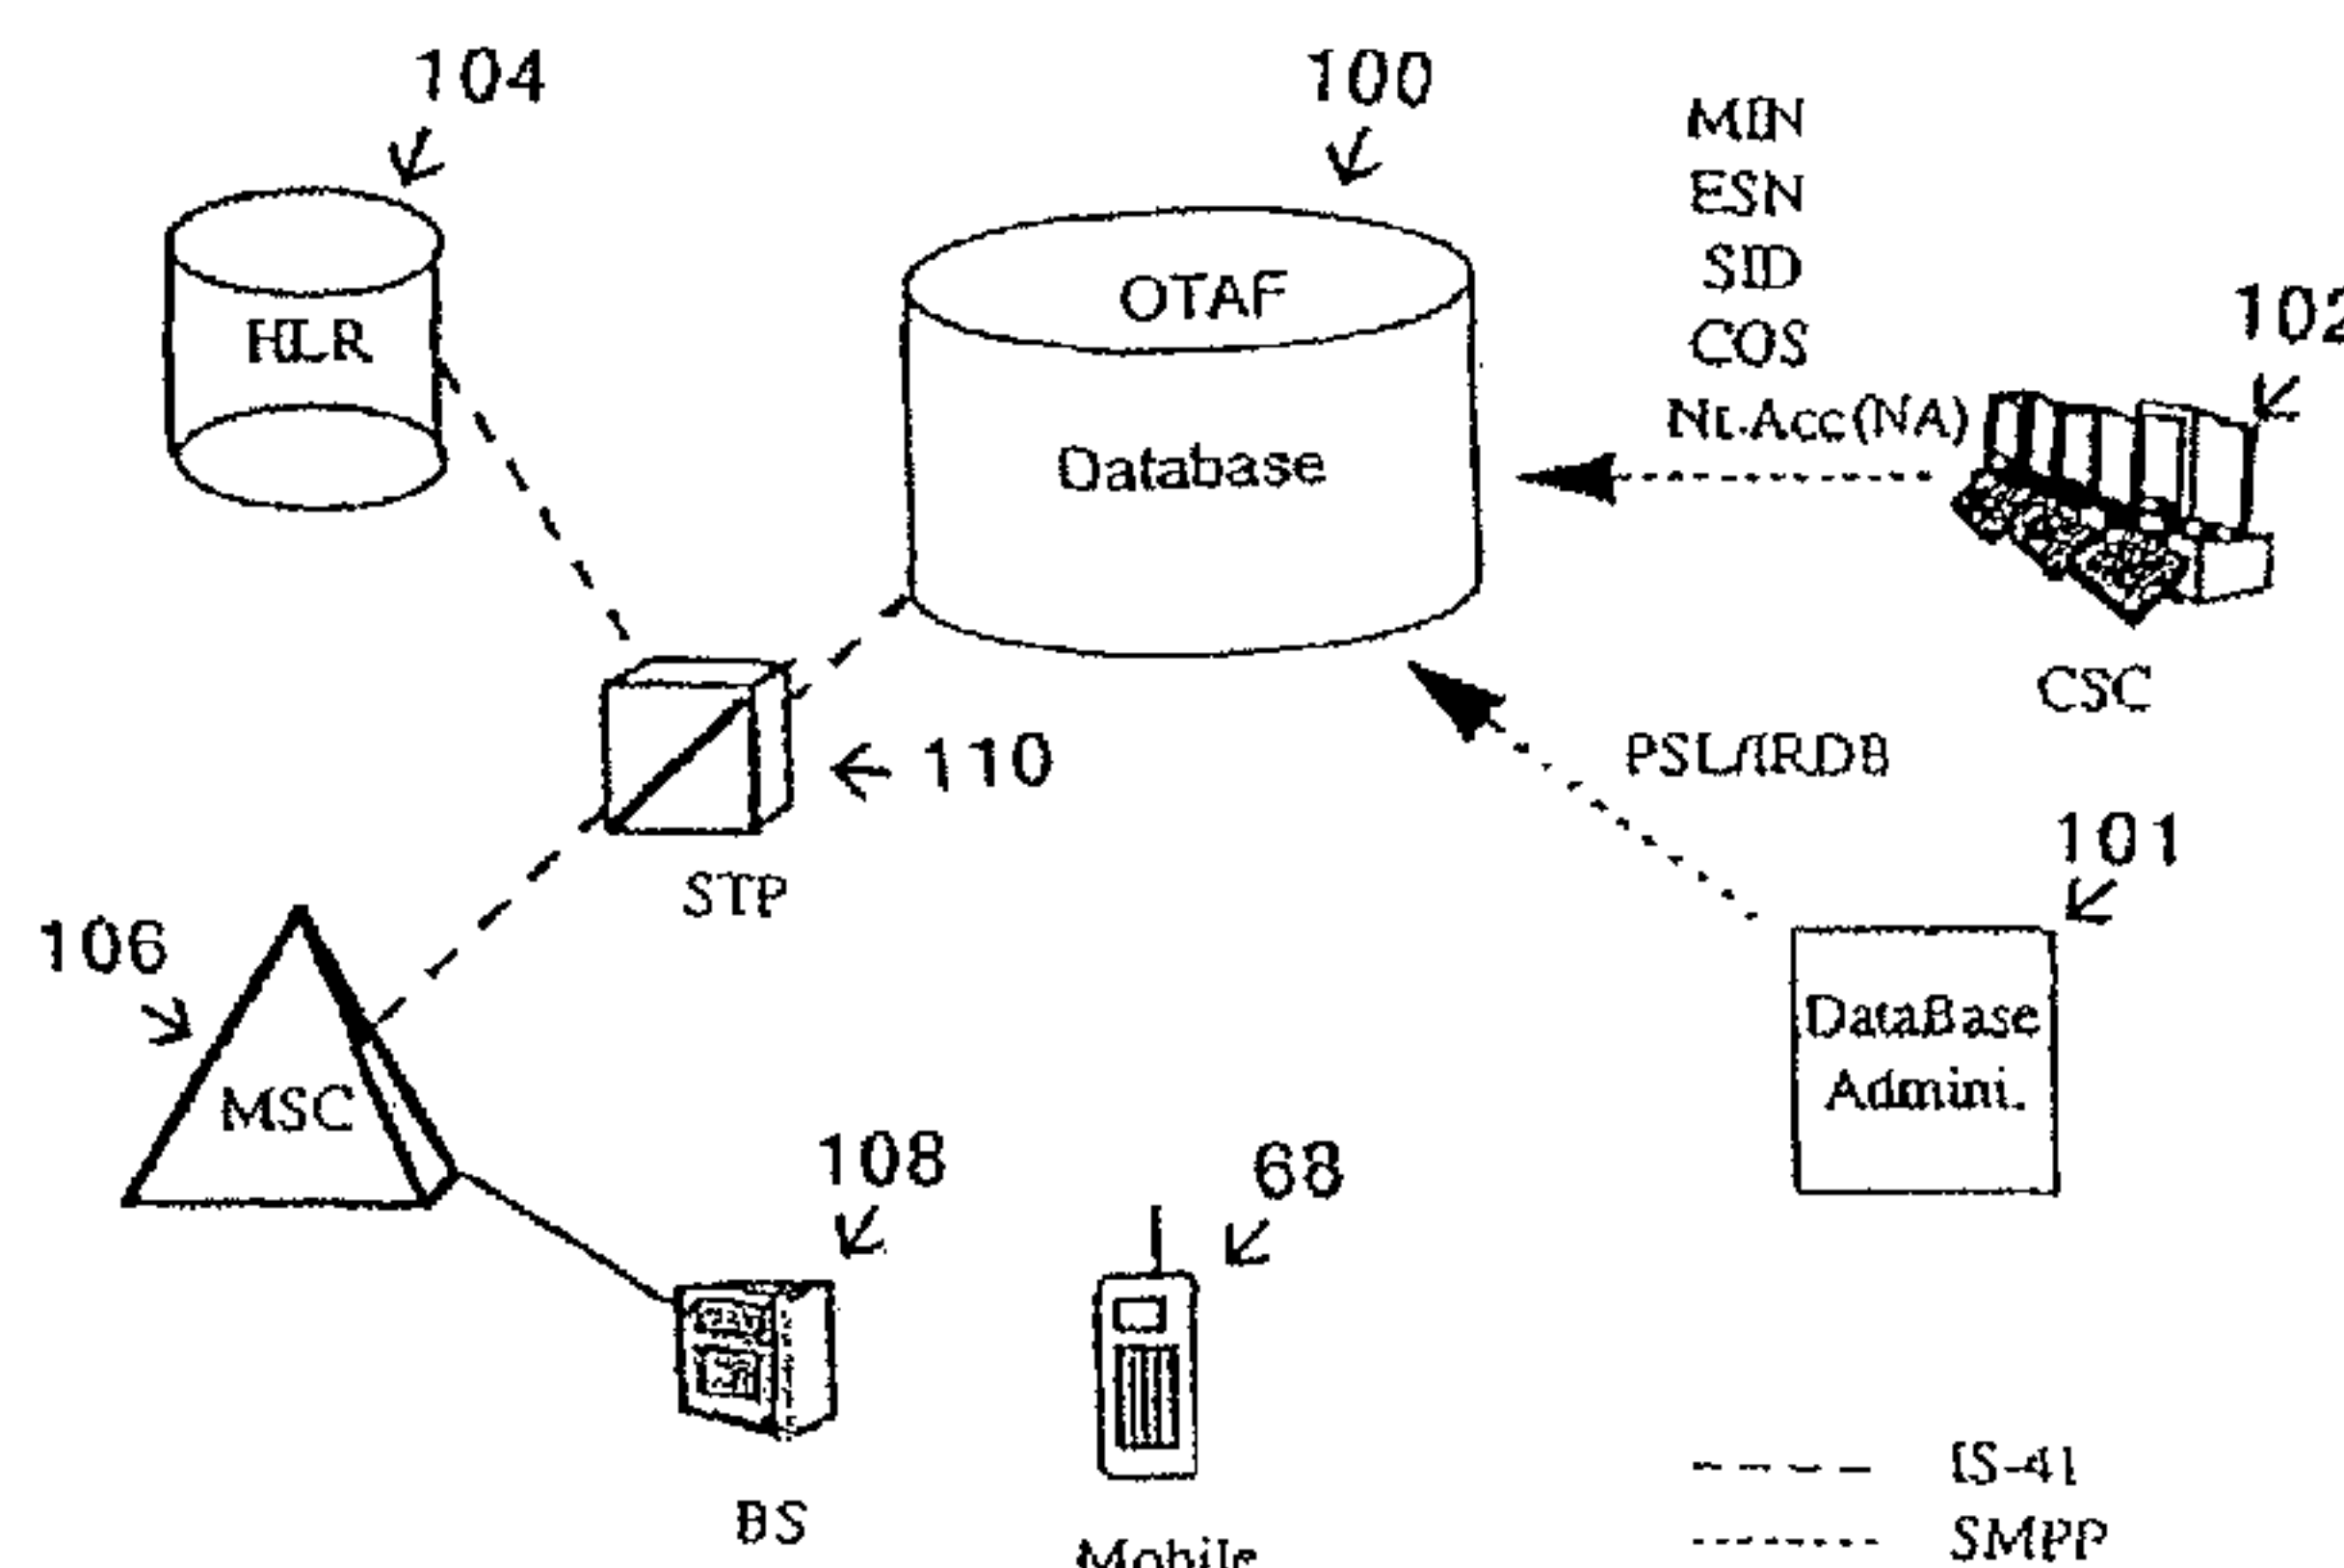 104
100
MIN
ESN
SID
COS
Nt.Acc(NA)
102
OTAF
HLR
Database
CSC
110
PSL/IRDB
STP
101
106
DataBase
Admini.
MSC
108
68
BS
Mobile
IS-41
SMPP